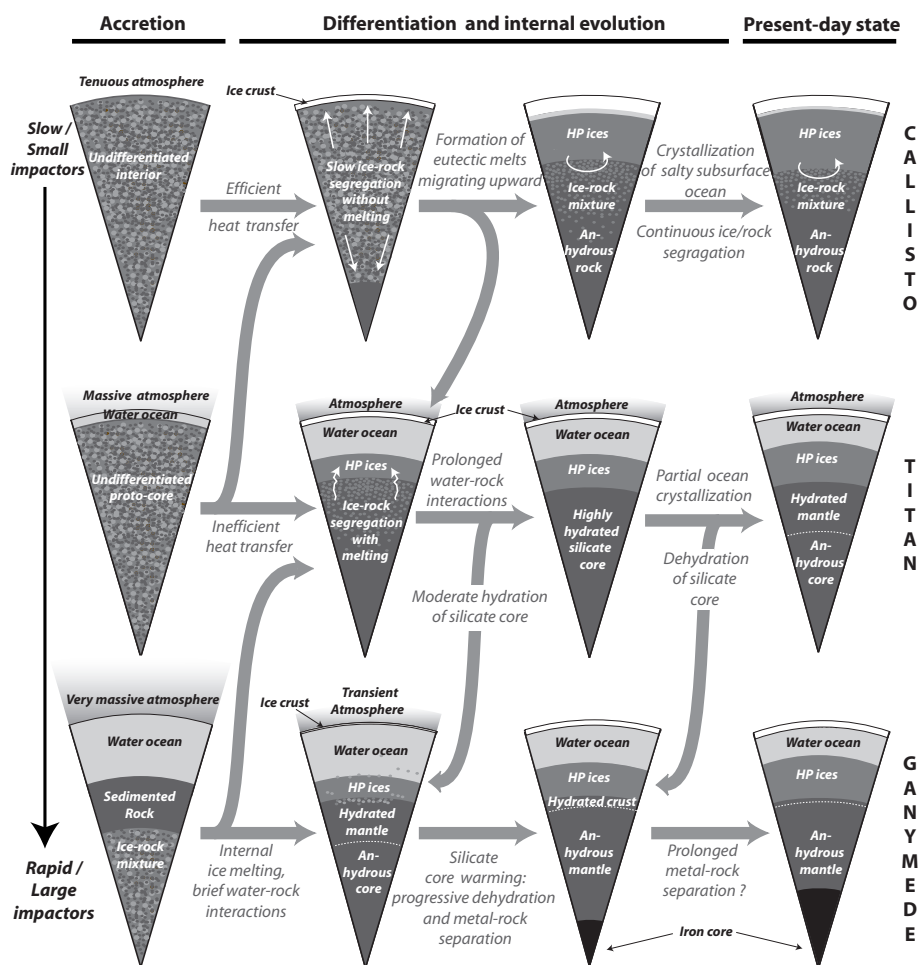 Accretion
Differentiation and internal evolution
Present-day state
Slow /
Small
impactors
Rapid /
Large
impactors
Tenuous atmosphere
Undifferentiated
interior
Efficient
heat transfer
Ice crust
Slow ice-rock
segregation
without
melting
Formation of
eutectic melts
migrating upward
HP ices
Ice-rock
mixture
An-
hydrous
rock
Crystallization
of salty subsurface
ocean
Continuous ice/rock
segragation
HP ices
Ice-rock
mixture
An-
hydrous
rock
CALLISTO
Massive atmosphere
Water ocean
Undifferentiated
proto-core
Inefficient
heat transfer
Atmosphere
Ice crust
Water ocean
HP ices
Ice-rock
segregation
with
melting
Prolonged
water-rock
interactions
Moderate hydration
of silicate core
Atmosphere
Water ocean
HP ices
Highly
hydrated
silicate
core
Partial ocean
crystallization
Dehydration
of silicate
core
Atmosphere
Water ocean
HP ices
Hydrated
mantle
An-
hydrous
core
TITAN
Very massive atmosphere
Water ocean
Sedimented
Rock
Ice-rock
mixture
Internal
ice melting,
brief water-rock
interactions
Ice crust
Transient
Atmosphere
Water ocean
HP ices
Hydrated
mantle
An-
hydrous
core
Silicate
core warming:
progressive dehydration
and metal-rock
separation
Water ocean
HP ices
Hydrated crust
An-
hydrous
mantle
Prolonged
metal-rock
separation ?
Iron core
Water ocean
HP ices
An-
hydrous
mantle
GANYMEDE